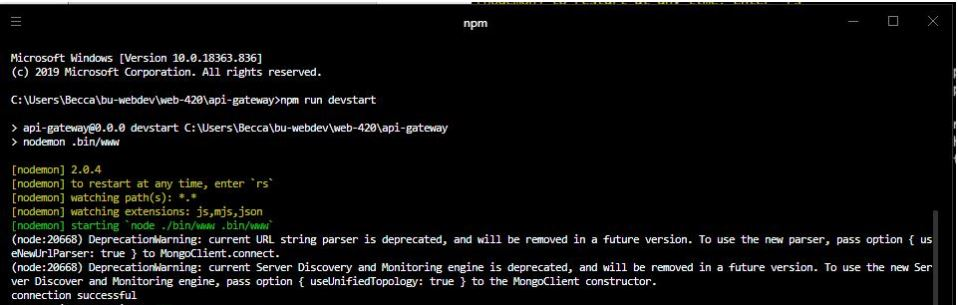 npm
Microsoft Windows [Version 10.0.18363.836]
(c) 2019 Microsoft Corporation. All rights reserved.
C:\Users\Becca\bu-webdev\web-420\api-gateway>npm run devstart
> api-gateway@0.0.0 devstart C:\Users\Becca\bu-webdev\web-420\api-gateway
> nodemon .bin/www
[nodemon] 2.0.4
[nodemon] to restart at any time, enter `rs`
[nodemon] watching path(s): *.*
[nodemon] watching extensions: js,mjs,json
[nodemon] starting `node ./bin/www .bin/www`
(node:20668) DeprecationWarning: current URL string parser is deprecated, and will be removed in a future version. To use the new parser, pass option { us
eNewUrlParser: true } to MongoClient.connect.
(node:20668) DeprecationWarning: current Server Discovery and Monitoring engine is deprecated, and will be removed in a future version. To use the new Ser
ver Discover and Monitoring engine, pass option { useUnifiedTopology: true } to the MongoClient constructor.
connection successful